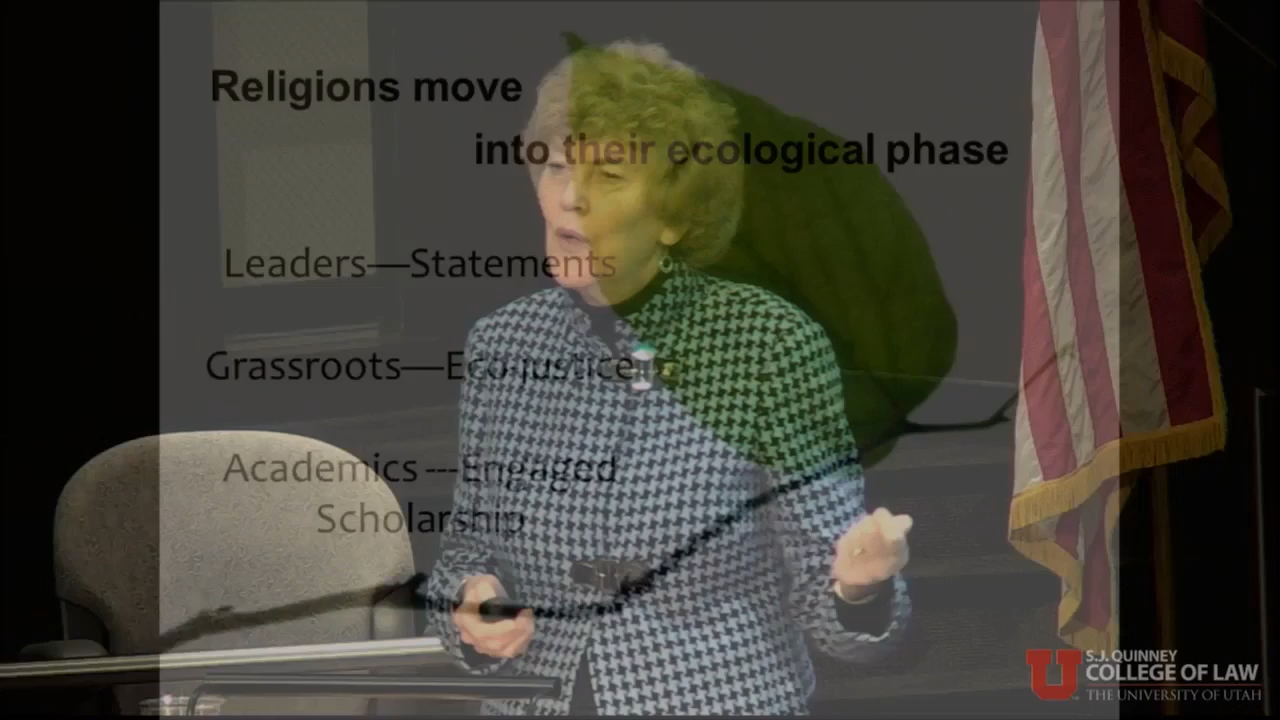 Religions move
into their ecological phase
Leaders—Statements
Grassroots—Eco-justice
Academics ---Engaged
Scholarship
U
S.J. QUINNEY
COLLEGE OF LAW
THE UNIVERSITY OF UTAH